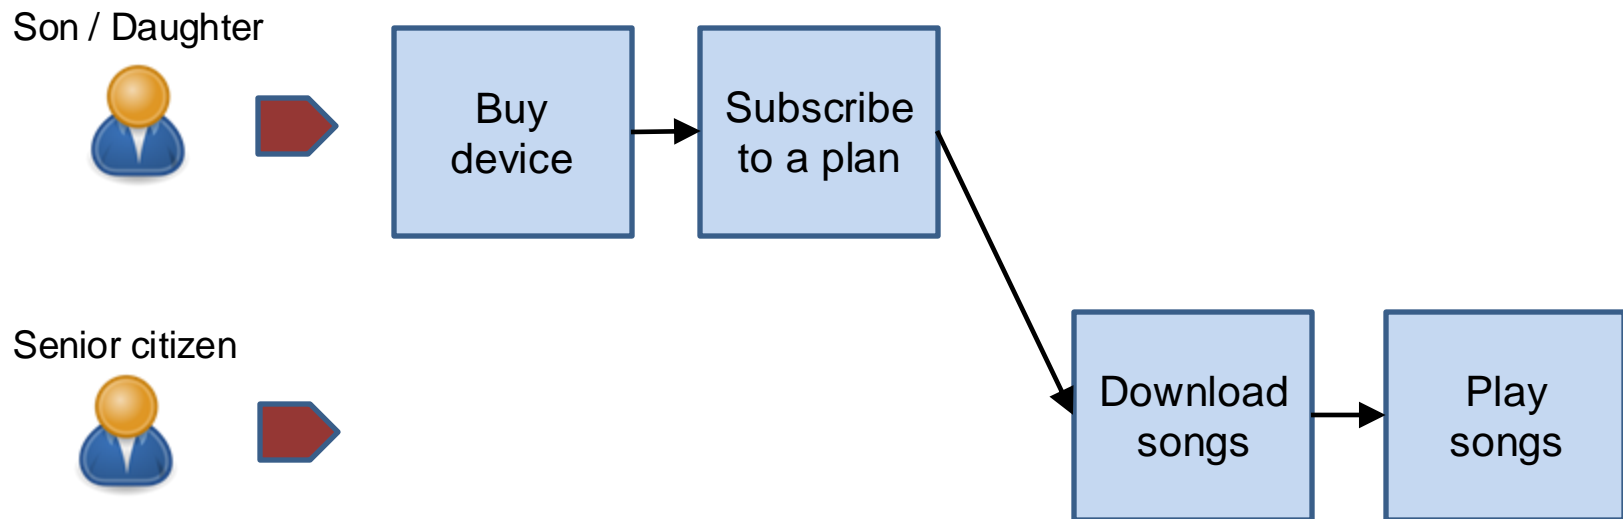 Son / Daughter
Buy
device
Subscribe
to a plan
Senior citizen
Download
songs
Play
songs